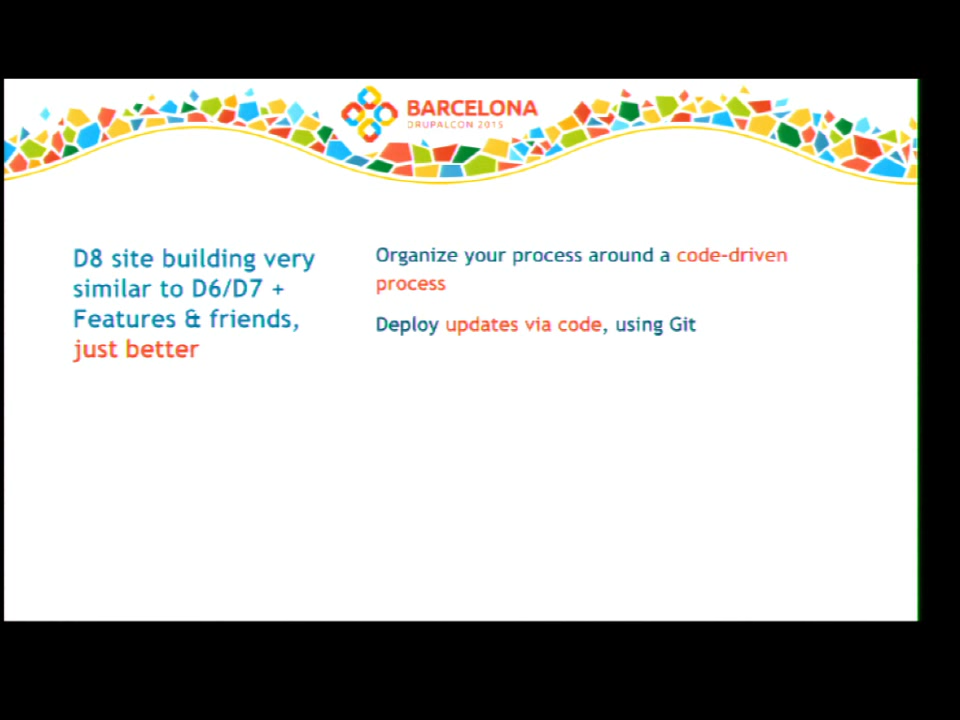 BARCELONA
DRUPALCON 2015
D8 site building very
similar to D6/D7 +
Features & friends,
just better
Organize your process around a code-driven
process
Deploy updates via code, using Git